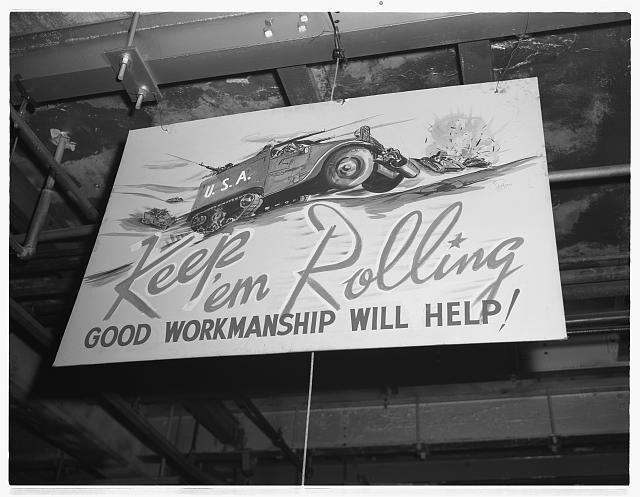 U.S.A.
Keep
'em Rolling
GOOD WORKMANSHIP WILL HELP!